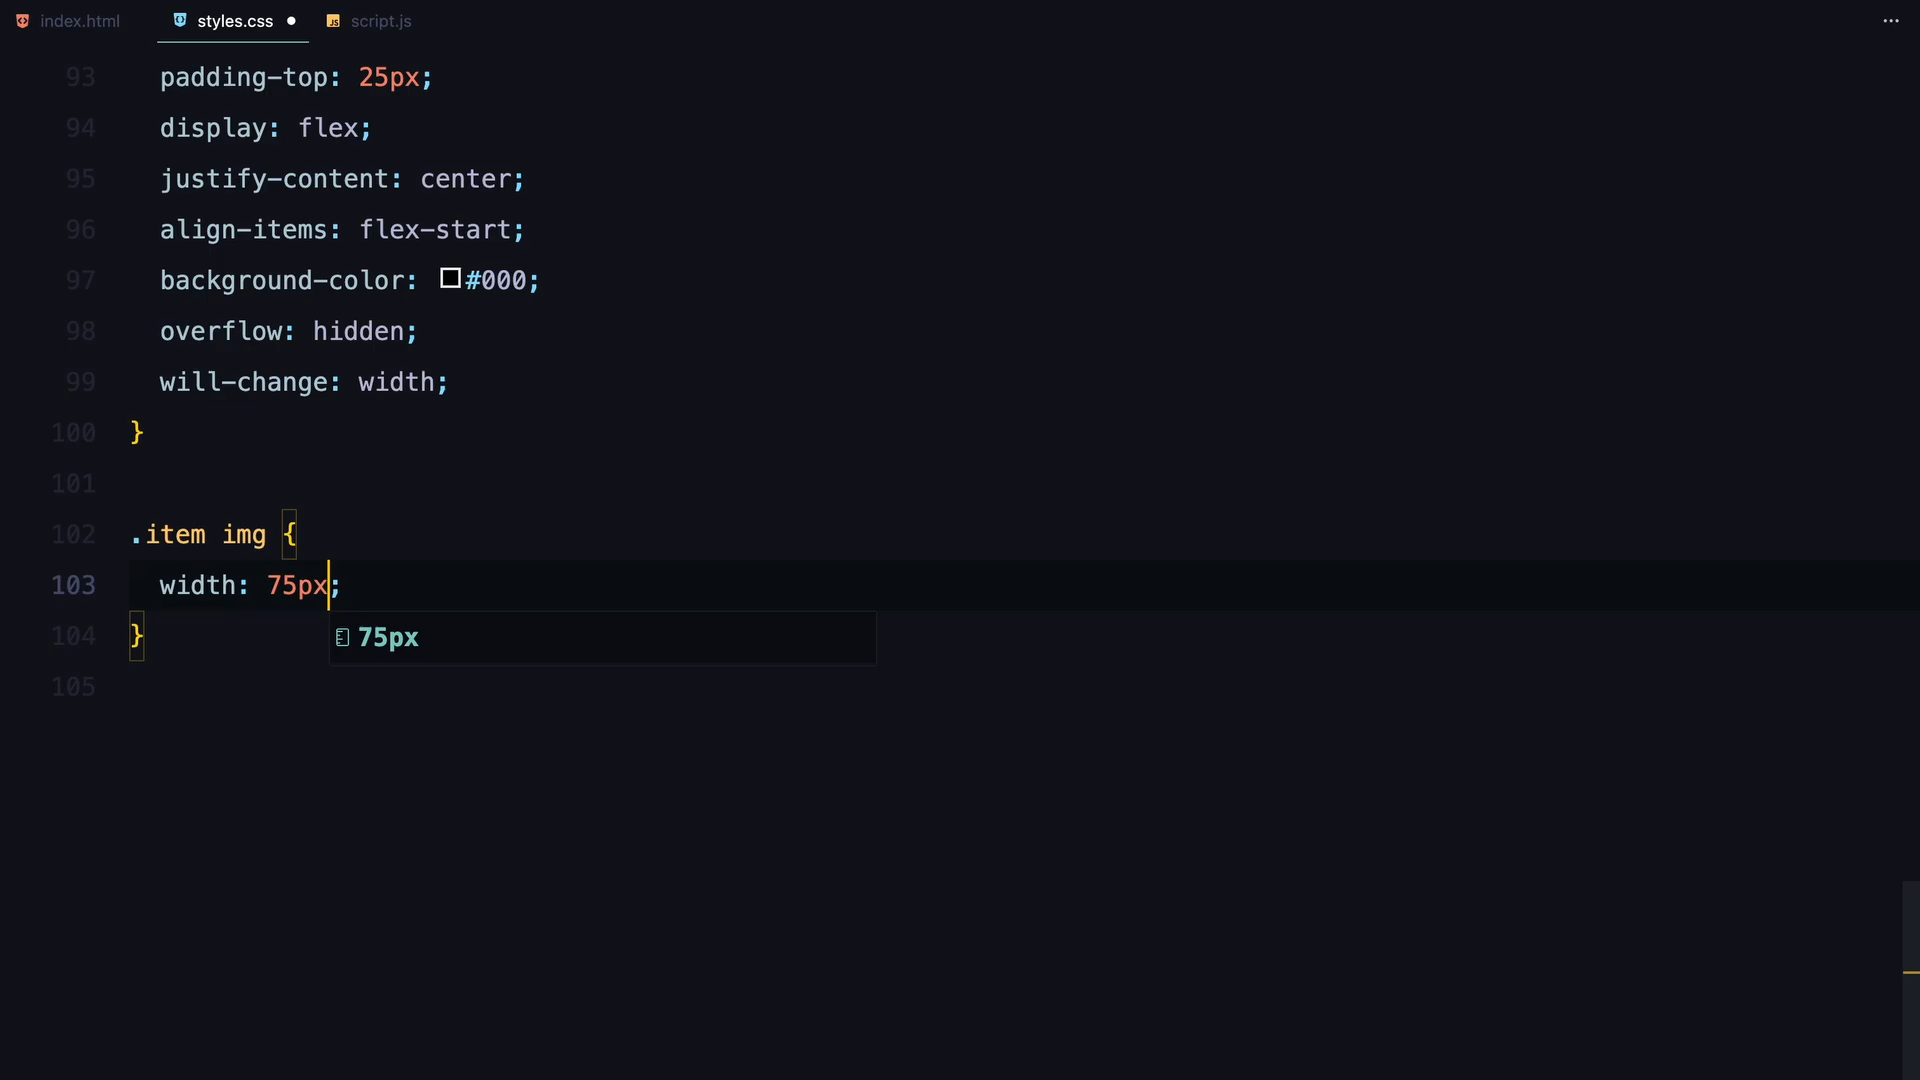 index.html styles.css script.js
93 padding-top: 25px;
94 display: flex;
95 justify-content: center;
96 align-items: flex-start;
97 background-color: #000;
98 overflow: hidden;
99 will-change: width;
100 }
101
102 .item img {
103 width: 75px;
104 }
75px
105